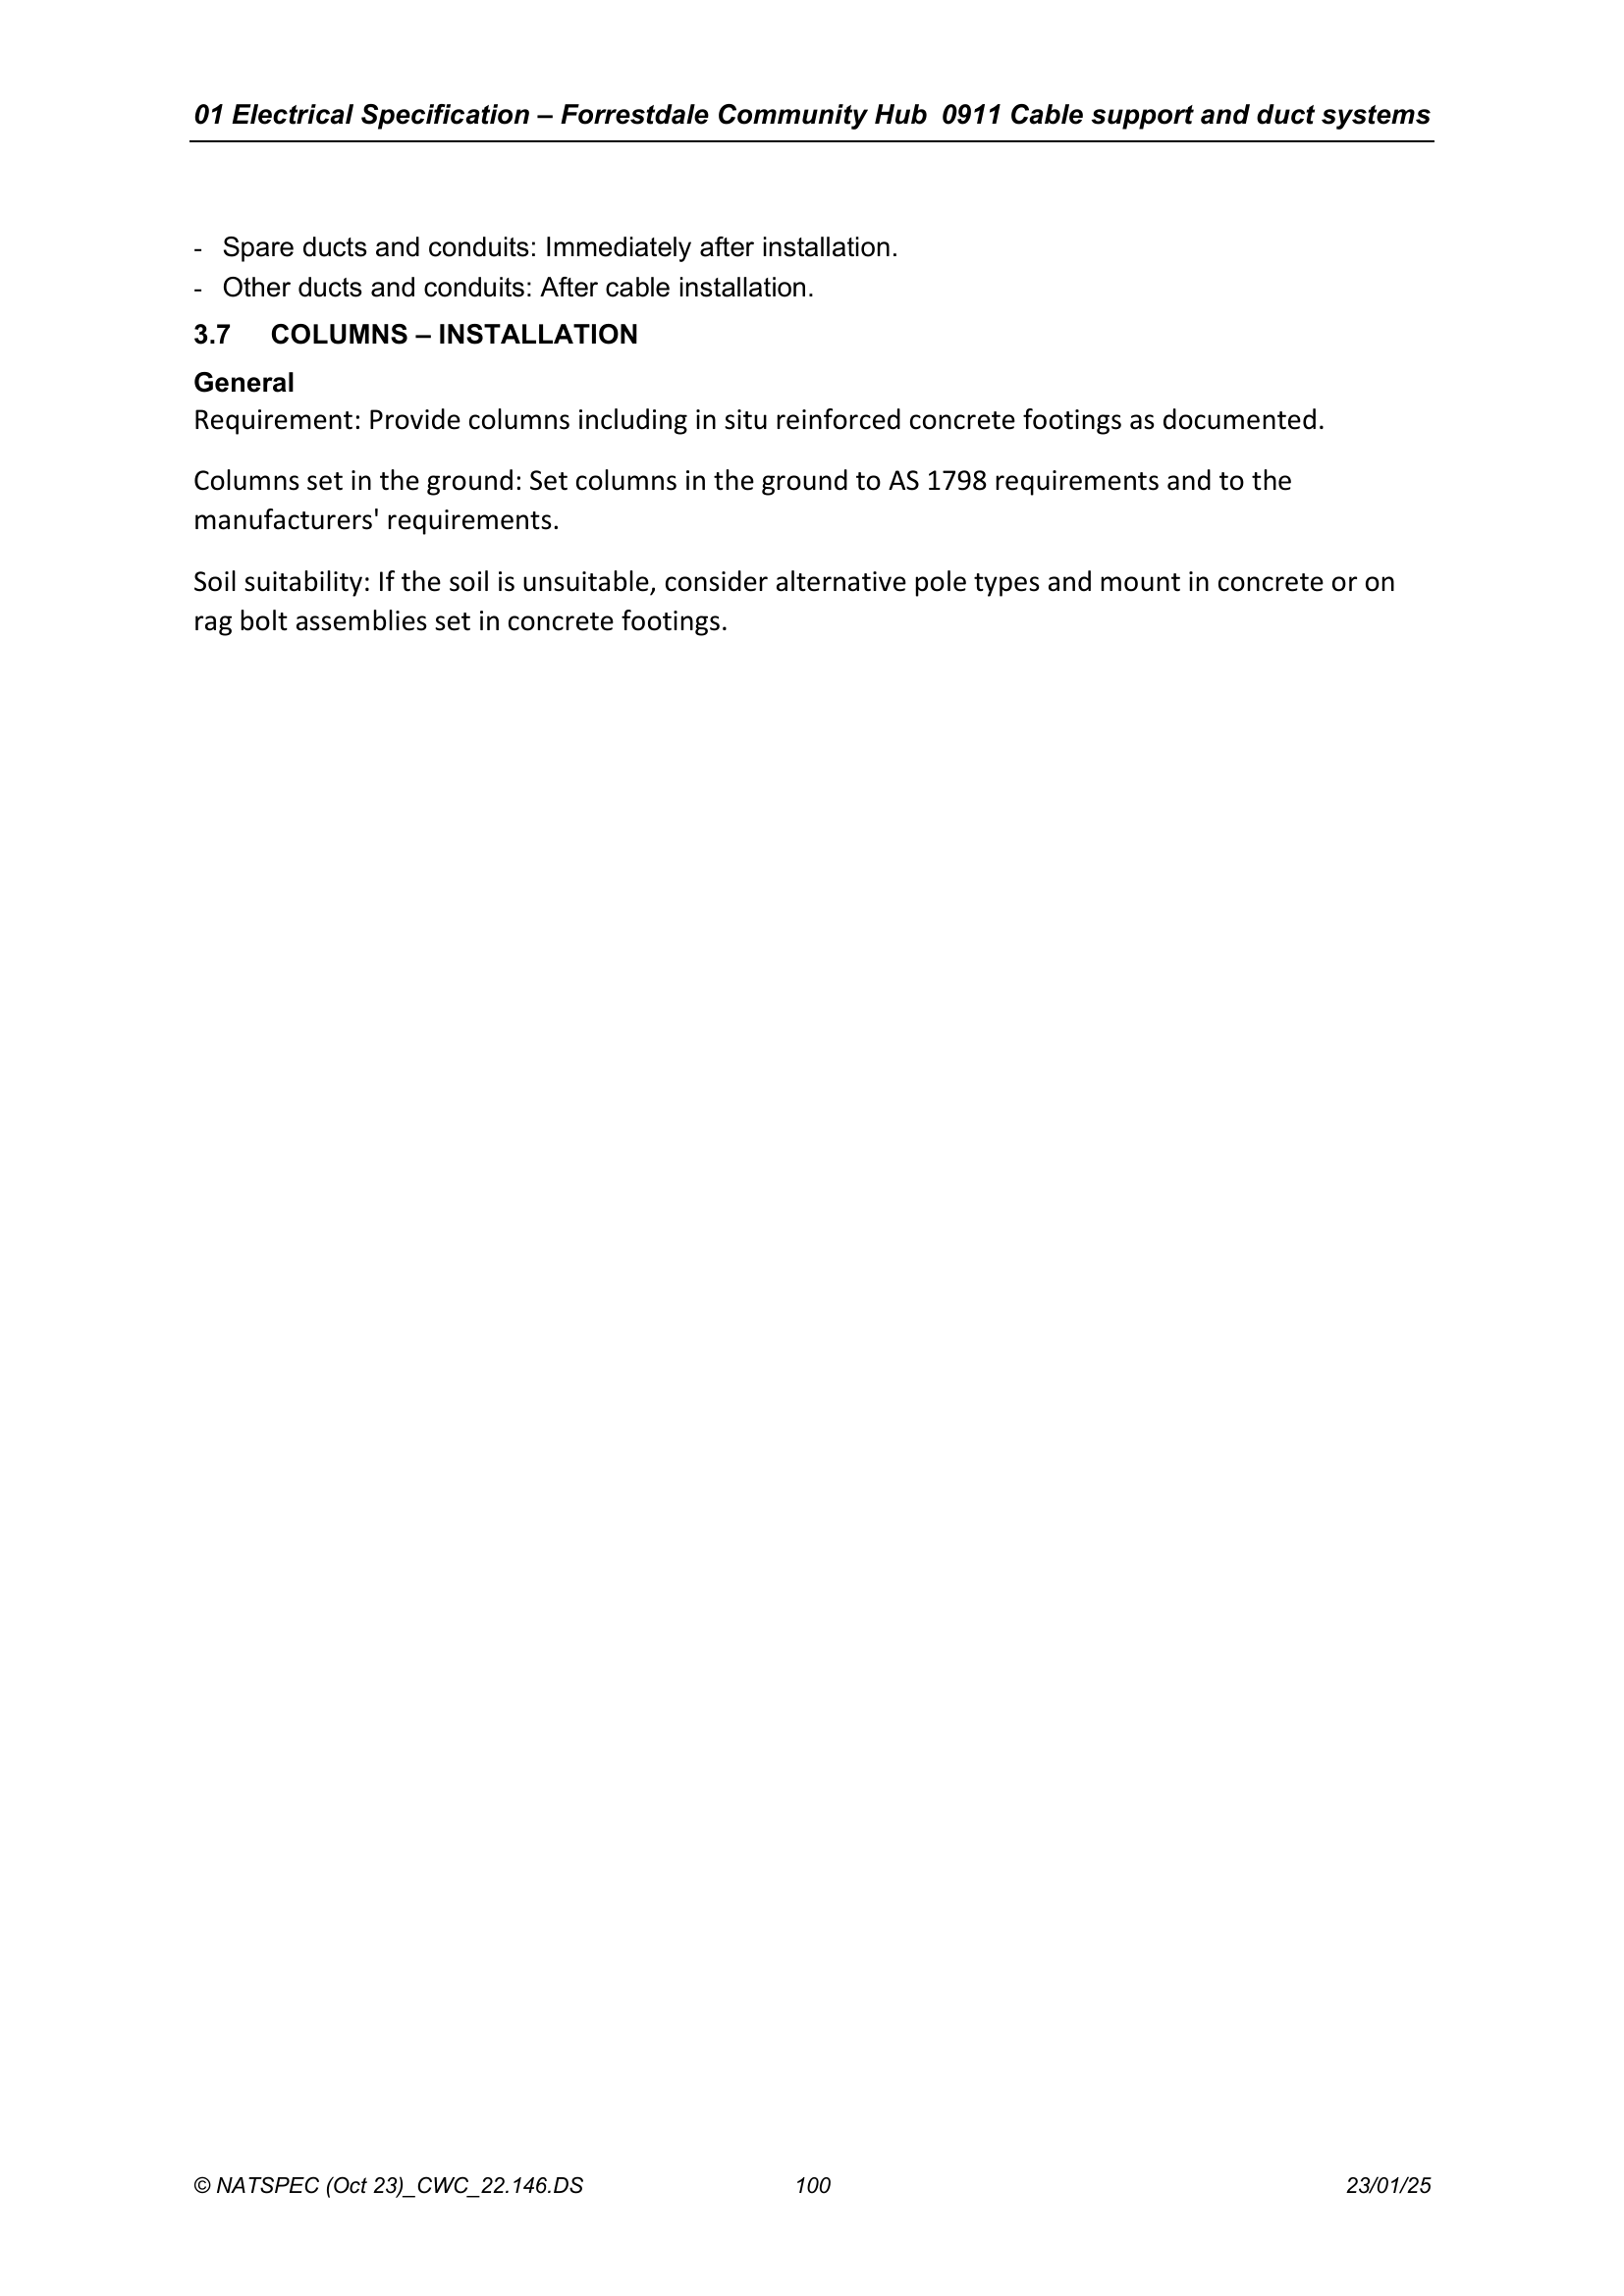 01 Electrical Specification – Forrestdale Community Hub 0911 Cable support and duct systems
- Spare ducts and conduits: Immediately after installation.
- Other ducts and conduits: After cable installation.
3.7 COLUMNS – INSTALLATION
General
Requirement: Provide columns including in situ reinforced concrete footings as documented.
Columns set in the ground: Set columns in the ground to AS 1798 requirements and to the
manufacturers' requirements.
Soil suitability: If the soil is unsuitable, consider alternative pole types and mount in concrete or on
rag bolt assemblies set in concrete footings.
© NATSPEC (Oct 23)_CWC_22.146.DS 100 23/01/25